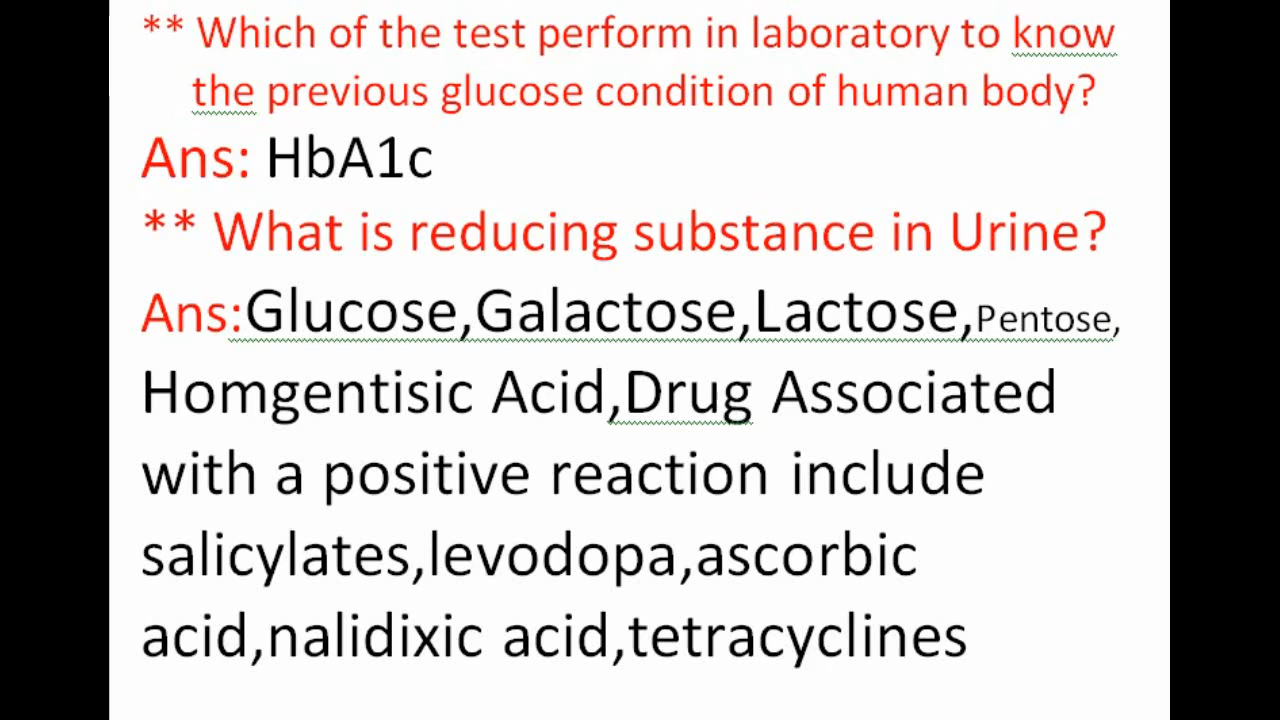 ** Which of the test perform in laboratory to know
the previous glucose condition of human body?
Ans: HbA1c
** What is reducing substance in Urine?
Ans:Glucose,Galactose,Lactose,Pentose,
Homgentisic Acid,Drug Associated
with a positive reaction include
salicylates,levodopa,ascorbic
acid,nalidixic acid,tetracyclines